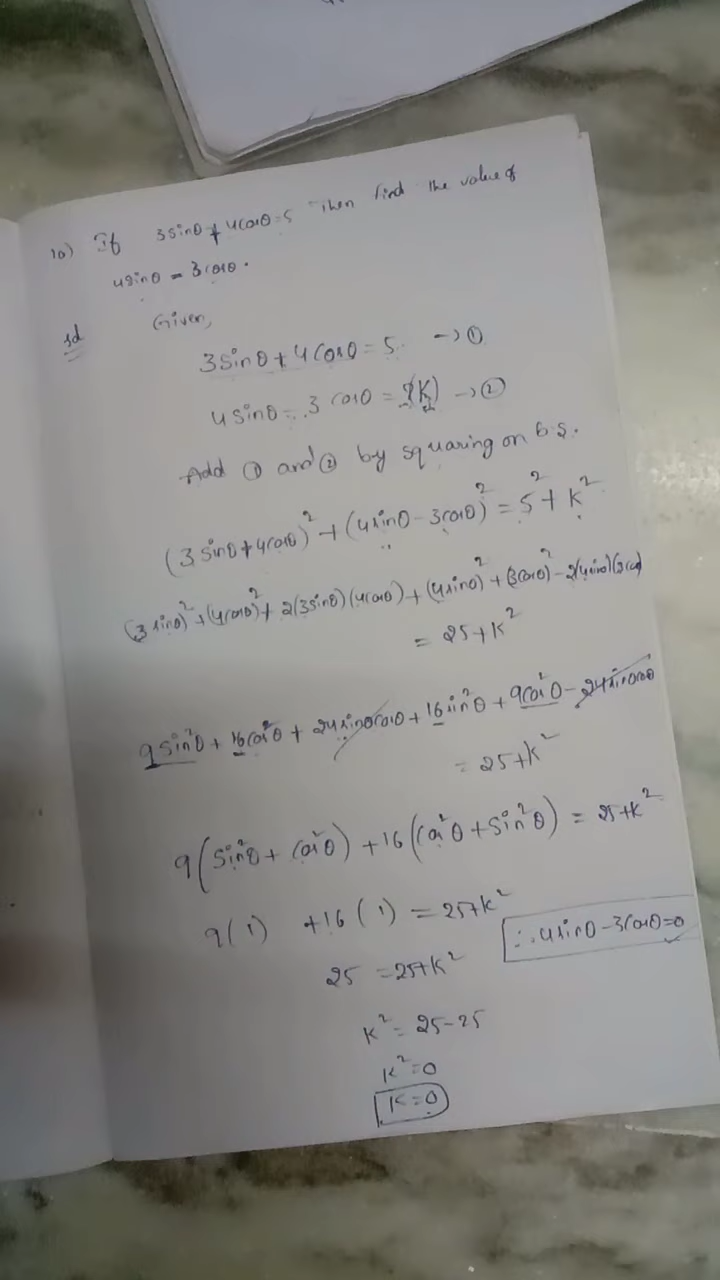 10) If 3sinθ+4cosθ=5 Then find the value of
4sinθ = 3cosθ.
Sol Given,
3sinθ+4cosθ=5. →①
4sinθ-3cosθ=?(K) →②
Add ① and ② by squaring on b.s.
(3sinθ+4cosθ)²+(4sinθ-3cosθ)²=5²+K²
(3sinθ)²+(4cosθ)²+2(3sinθ)(4cosθ)+(4sinθ)²+(3cosθ)²-2(4sinθ)(3cosθ)
= 25+K²
9sin²θ+16cos²θ+24sinθcosθ+16sin²θ+9cos²θ-24sinθcosθ
= 25+K²
9(sin²θ+cos²θ)+16(cos²θ+sin²θ) = 25+K²
9(1) +16(1) = 25+K²
∴4sinθ-3cosθ=0
25 = 25+K²
K² = 25-25
K²=0
K=0